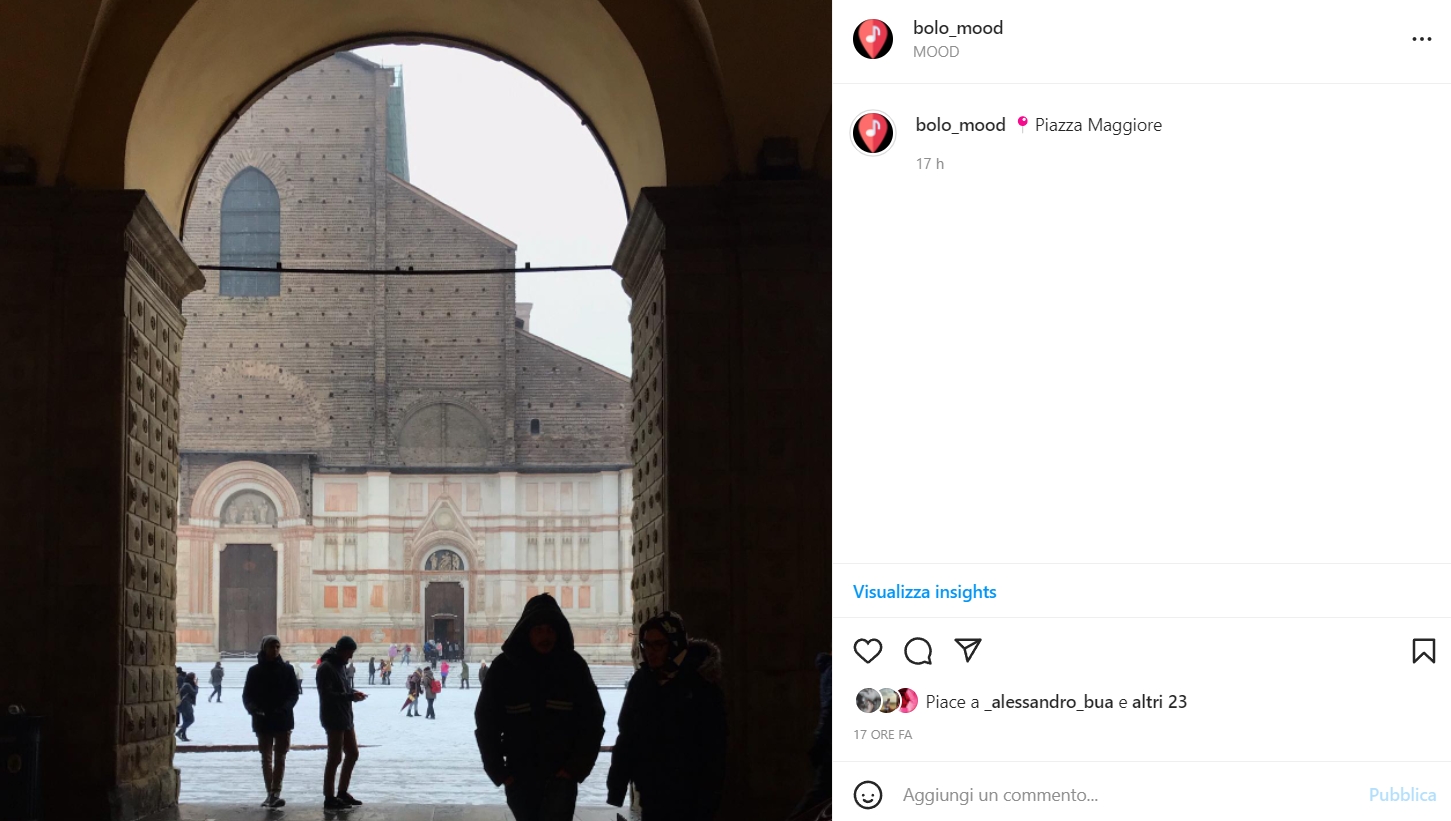 bolo_mood
MOOD
bolo_mood 📍 Piazza Maggiore
17 h
Visualizza insights
Piace a _alessandro_bua e altri 23
17 ORE FA
Aggiungi un commento...
Pubblica